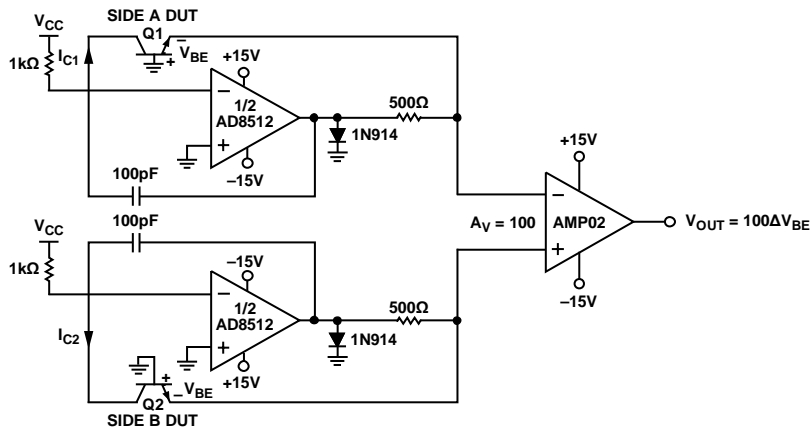 SIDE A DUT
VCC
Q1
IC1
– VBE +
+15V
1kΩ
–
1/2
AD8512
+
–15V
500Ω
1N914
100pF
+15V
–
AV = 100
AMP02
+
VOUT = 100ΔVBE
–15V
100pF
VCC
–15V
1kΩ
–
1/2
AD8512
+
500Ω
IC2
1N914
+15V
+
– VBE
Q2
SIDE B DUT